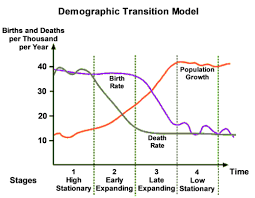 Demographic Transition Model
Births and Deaths
per Thousand
per Year
40
30
20
10
0
Birth
Rate
Population
Growth
Death
Rate
Time
Stages
1
High
Stationary
2
Early
Expanding
3
Late
Expanding
4
Low
Stationary